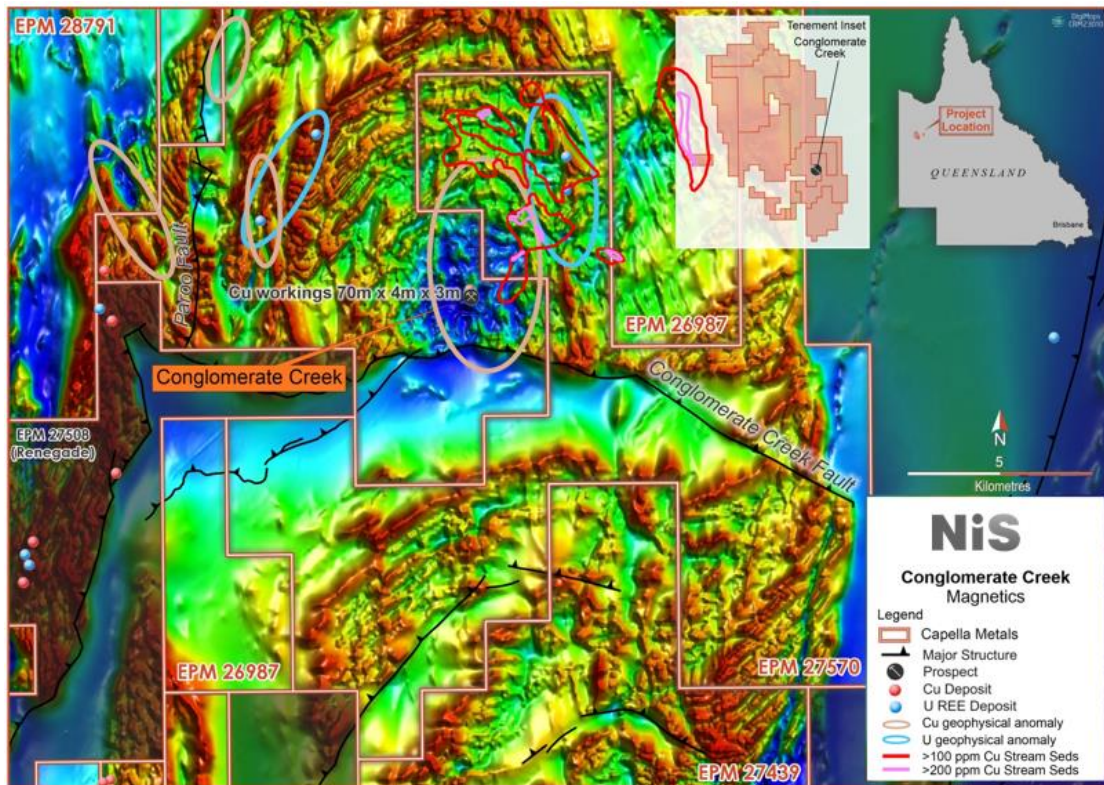 EPM 28791
Tenement Inset
Conglomerate
Creek
DigiMaps
Project
Location
QUEENSLAND
Brisbane
Paroo Fault
Cu workings 70m x 4m x 3m
EPM 26987
Conglomerate Creek
Conglomerate Creek Fault
EPM 27508
(Renegade)
N
5
Kilometres
EPM 26987
EPM 27570
EPM 27439
NiS
Conglomerate Creek
Magnetics
Legend
Capella Metals
Major Structure
Prospect
Cu Deposit
U REE Deposit
Cu geophysical anomaly
U geophysical anomaly
>100 ppm Cu Stream Seds
>200 ppm Cu Stream Seds